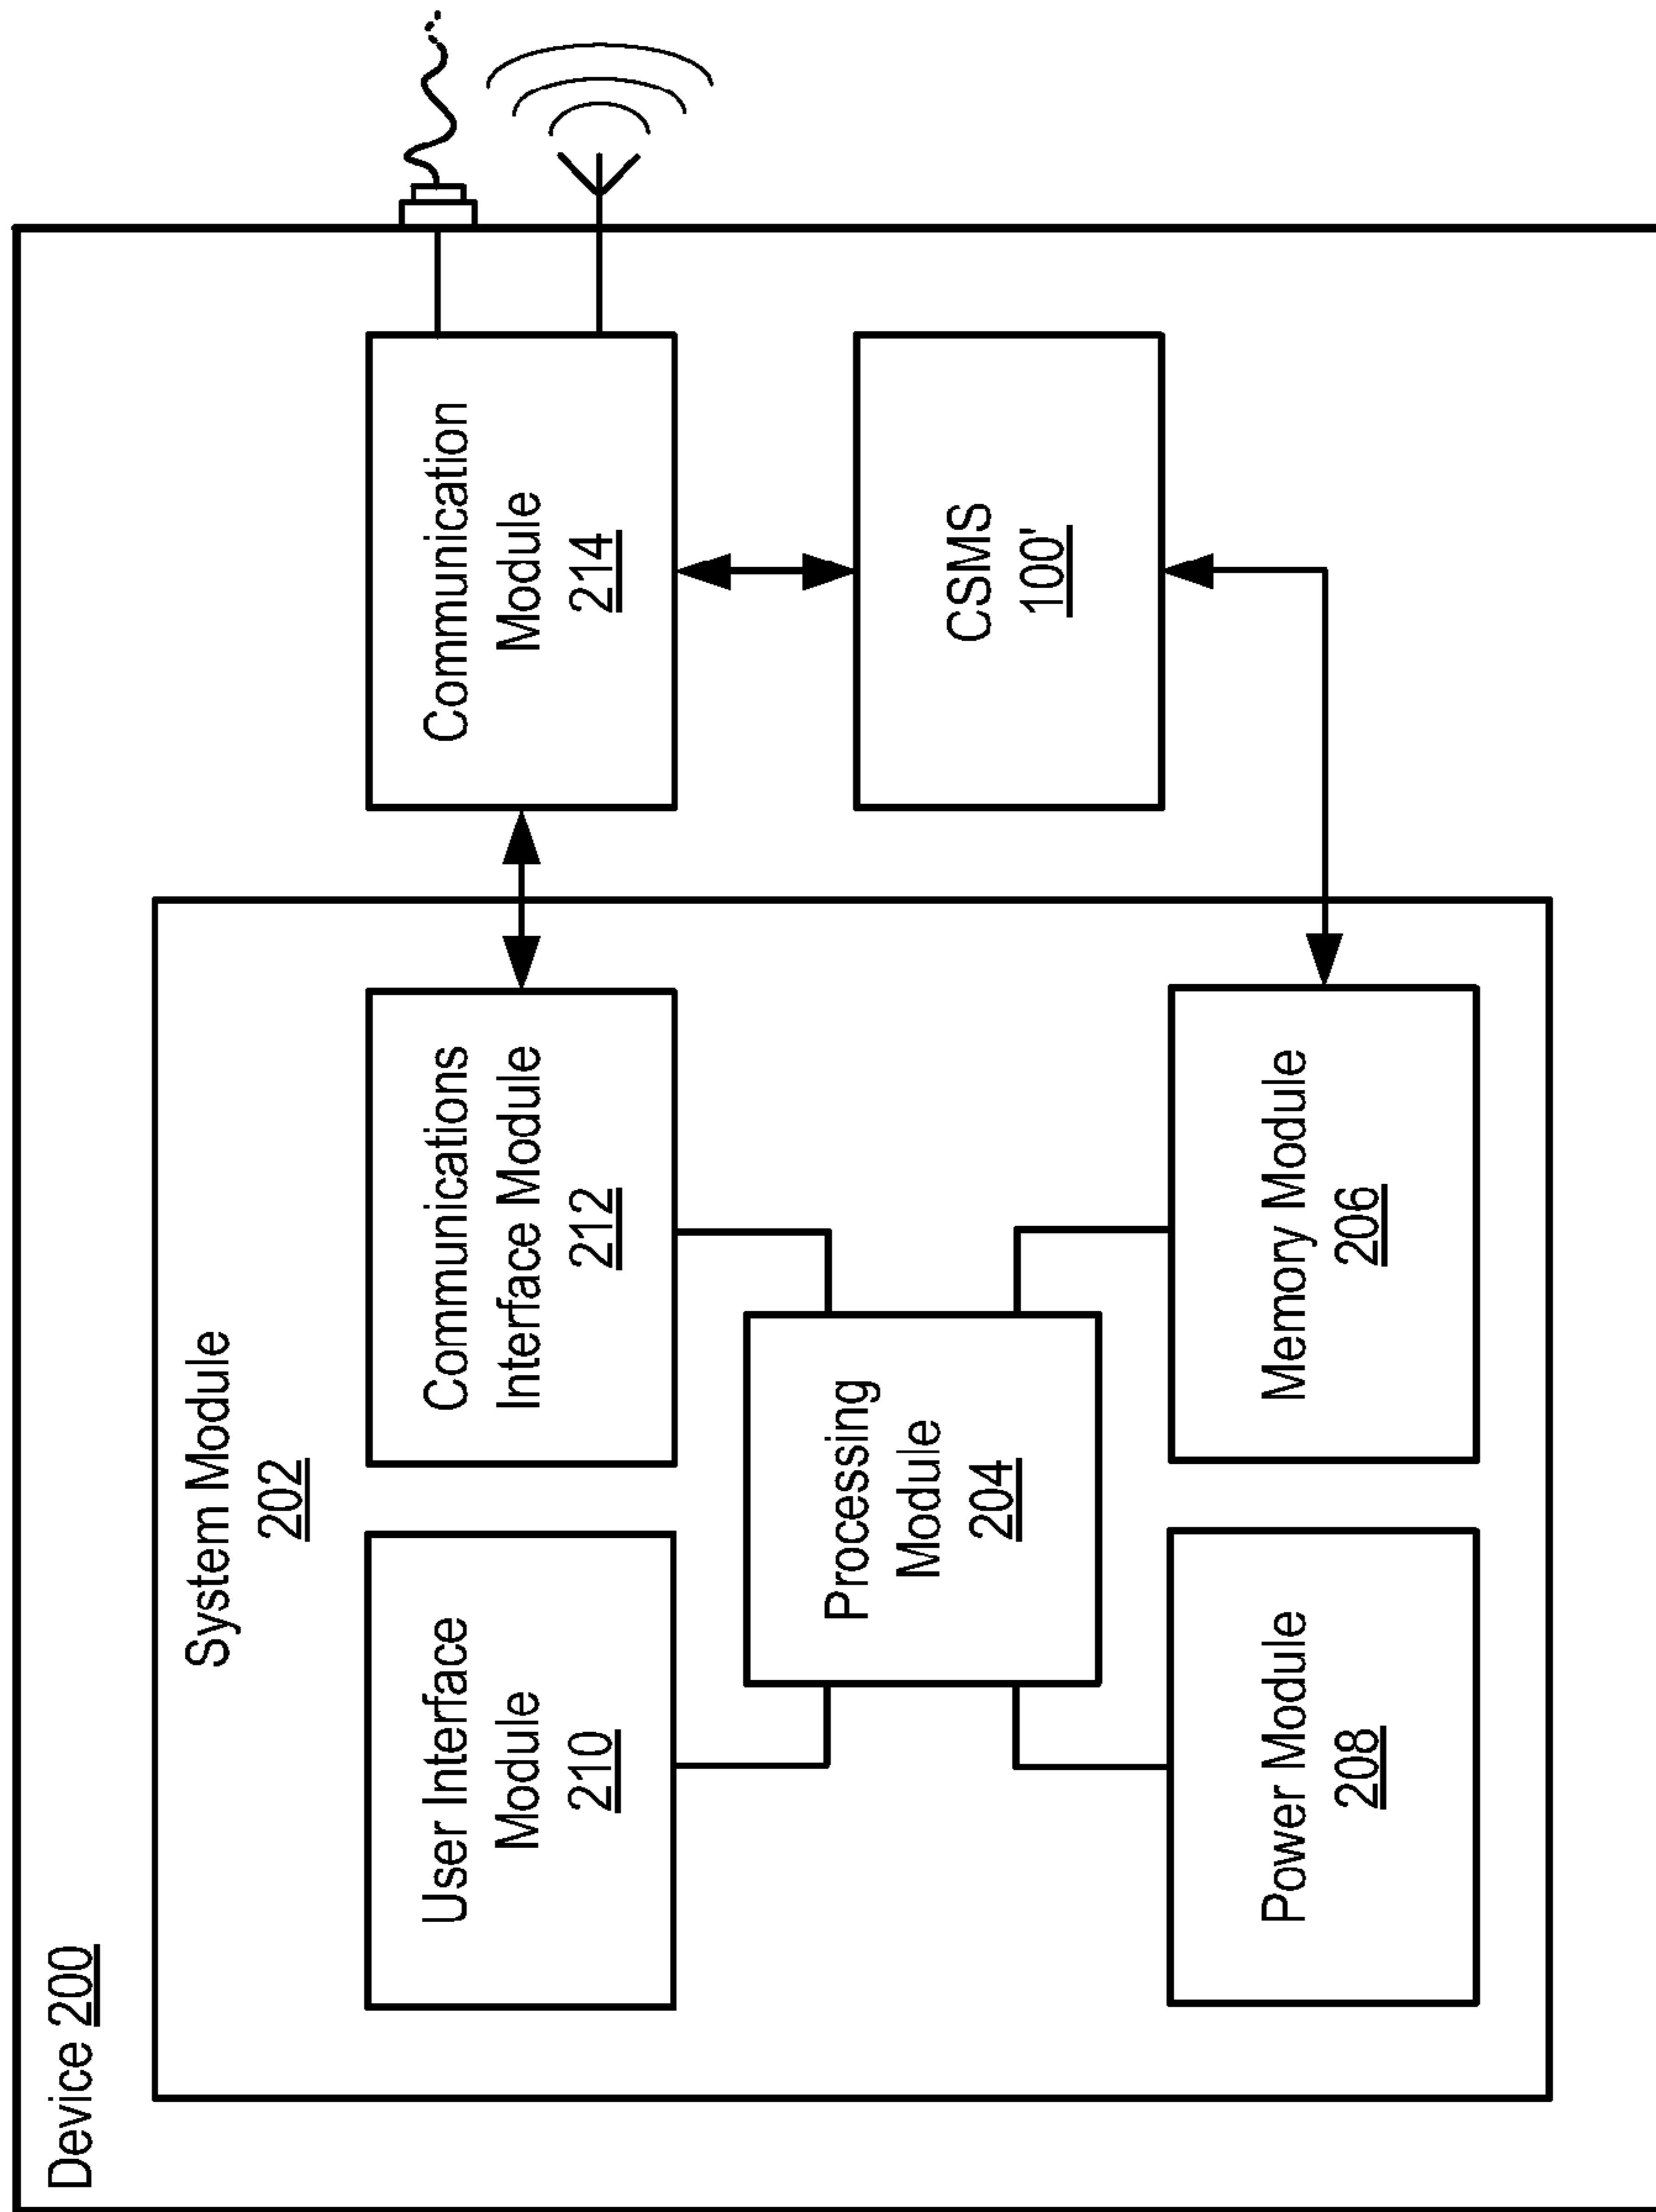 Device 200
System Module
202
User Interface
Module
210
Communications
Interface Module
212
Communication
Module
214
Processing
Module
204
CSMS
100'
Power Module
208
Memory Module
206